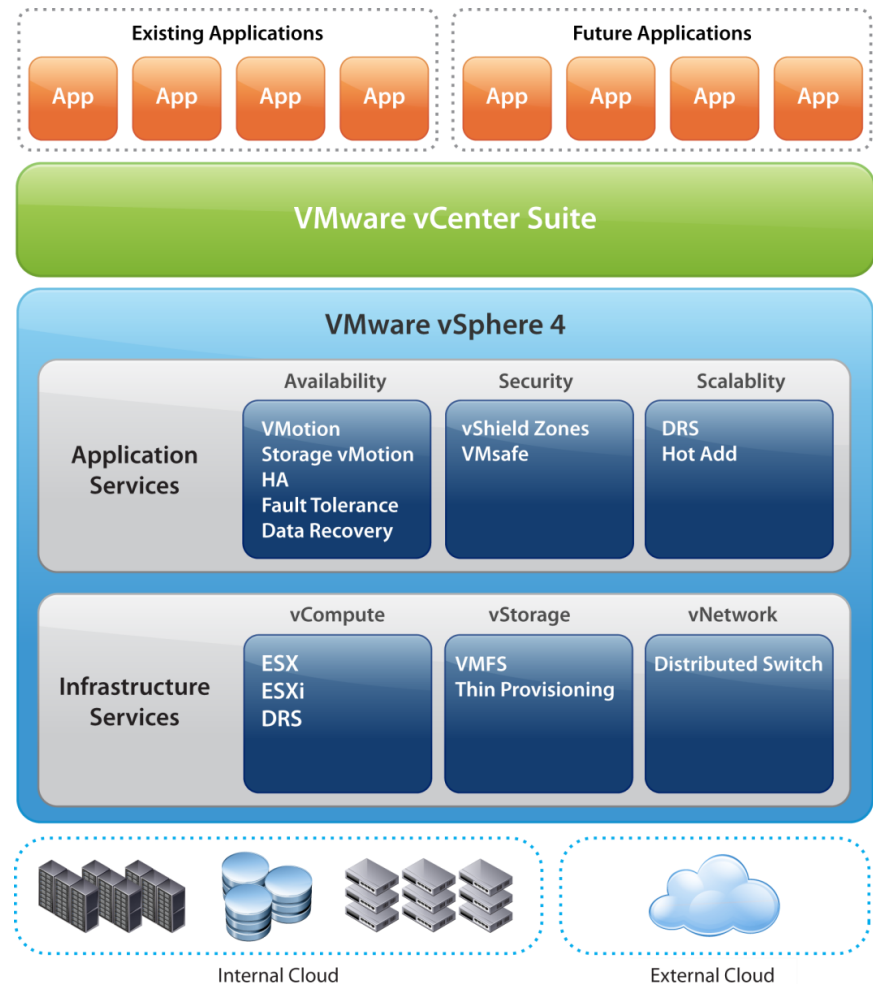 Existing Applications
Future Applications
App
App
App
App
App
App
App
App
VMware vCenter Suite
VMware vSphere 4
Application
Services
Availability
VMotion
Storage vMotion
HA
Fault Tolerance
Data Recovery
Security
vShield Zones
VMsafe
Scalablity
DRS
Hot Add
Infrastructure
Services
vCompute
ESX
ESXi
DRS
vStorage
VMFS
Thin Provisioning
vNetwork
Distributed Switch
Internal Cloud
External Cloud